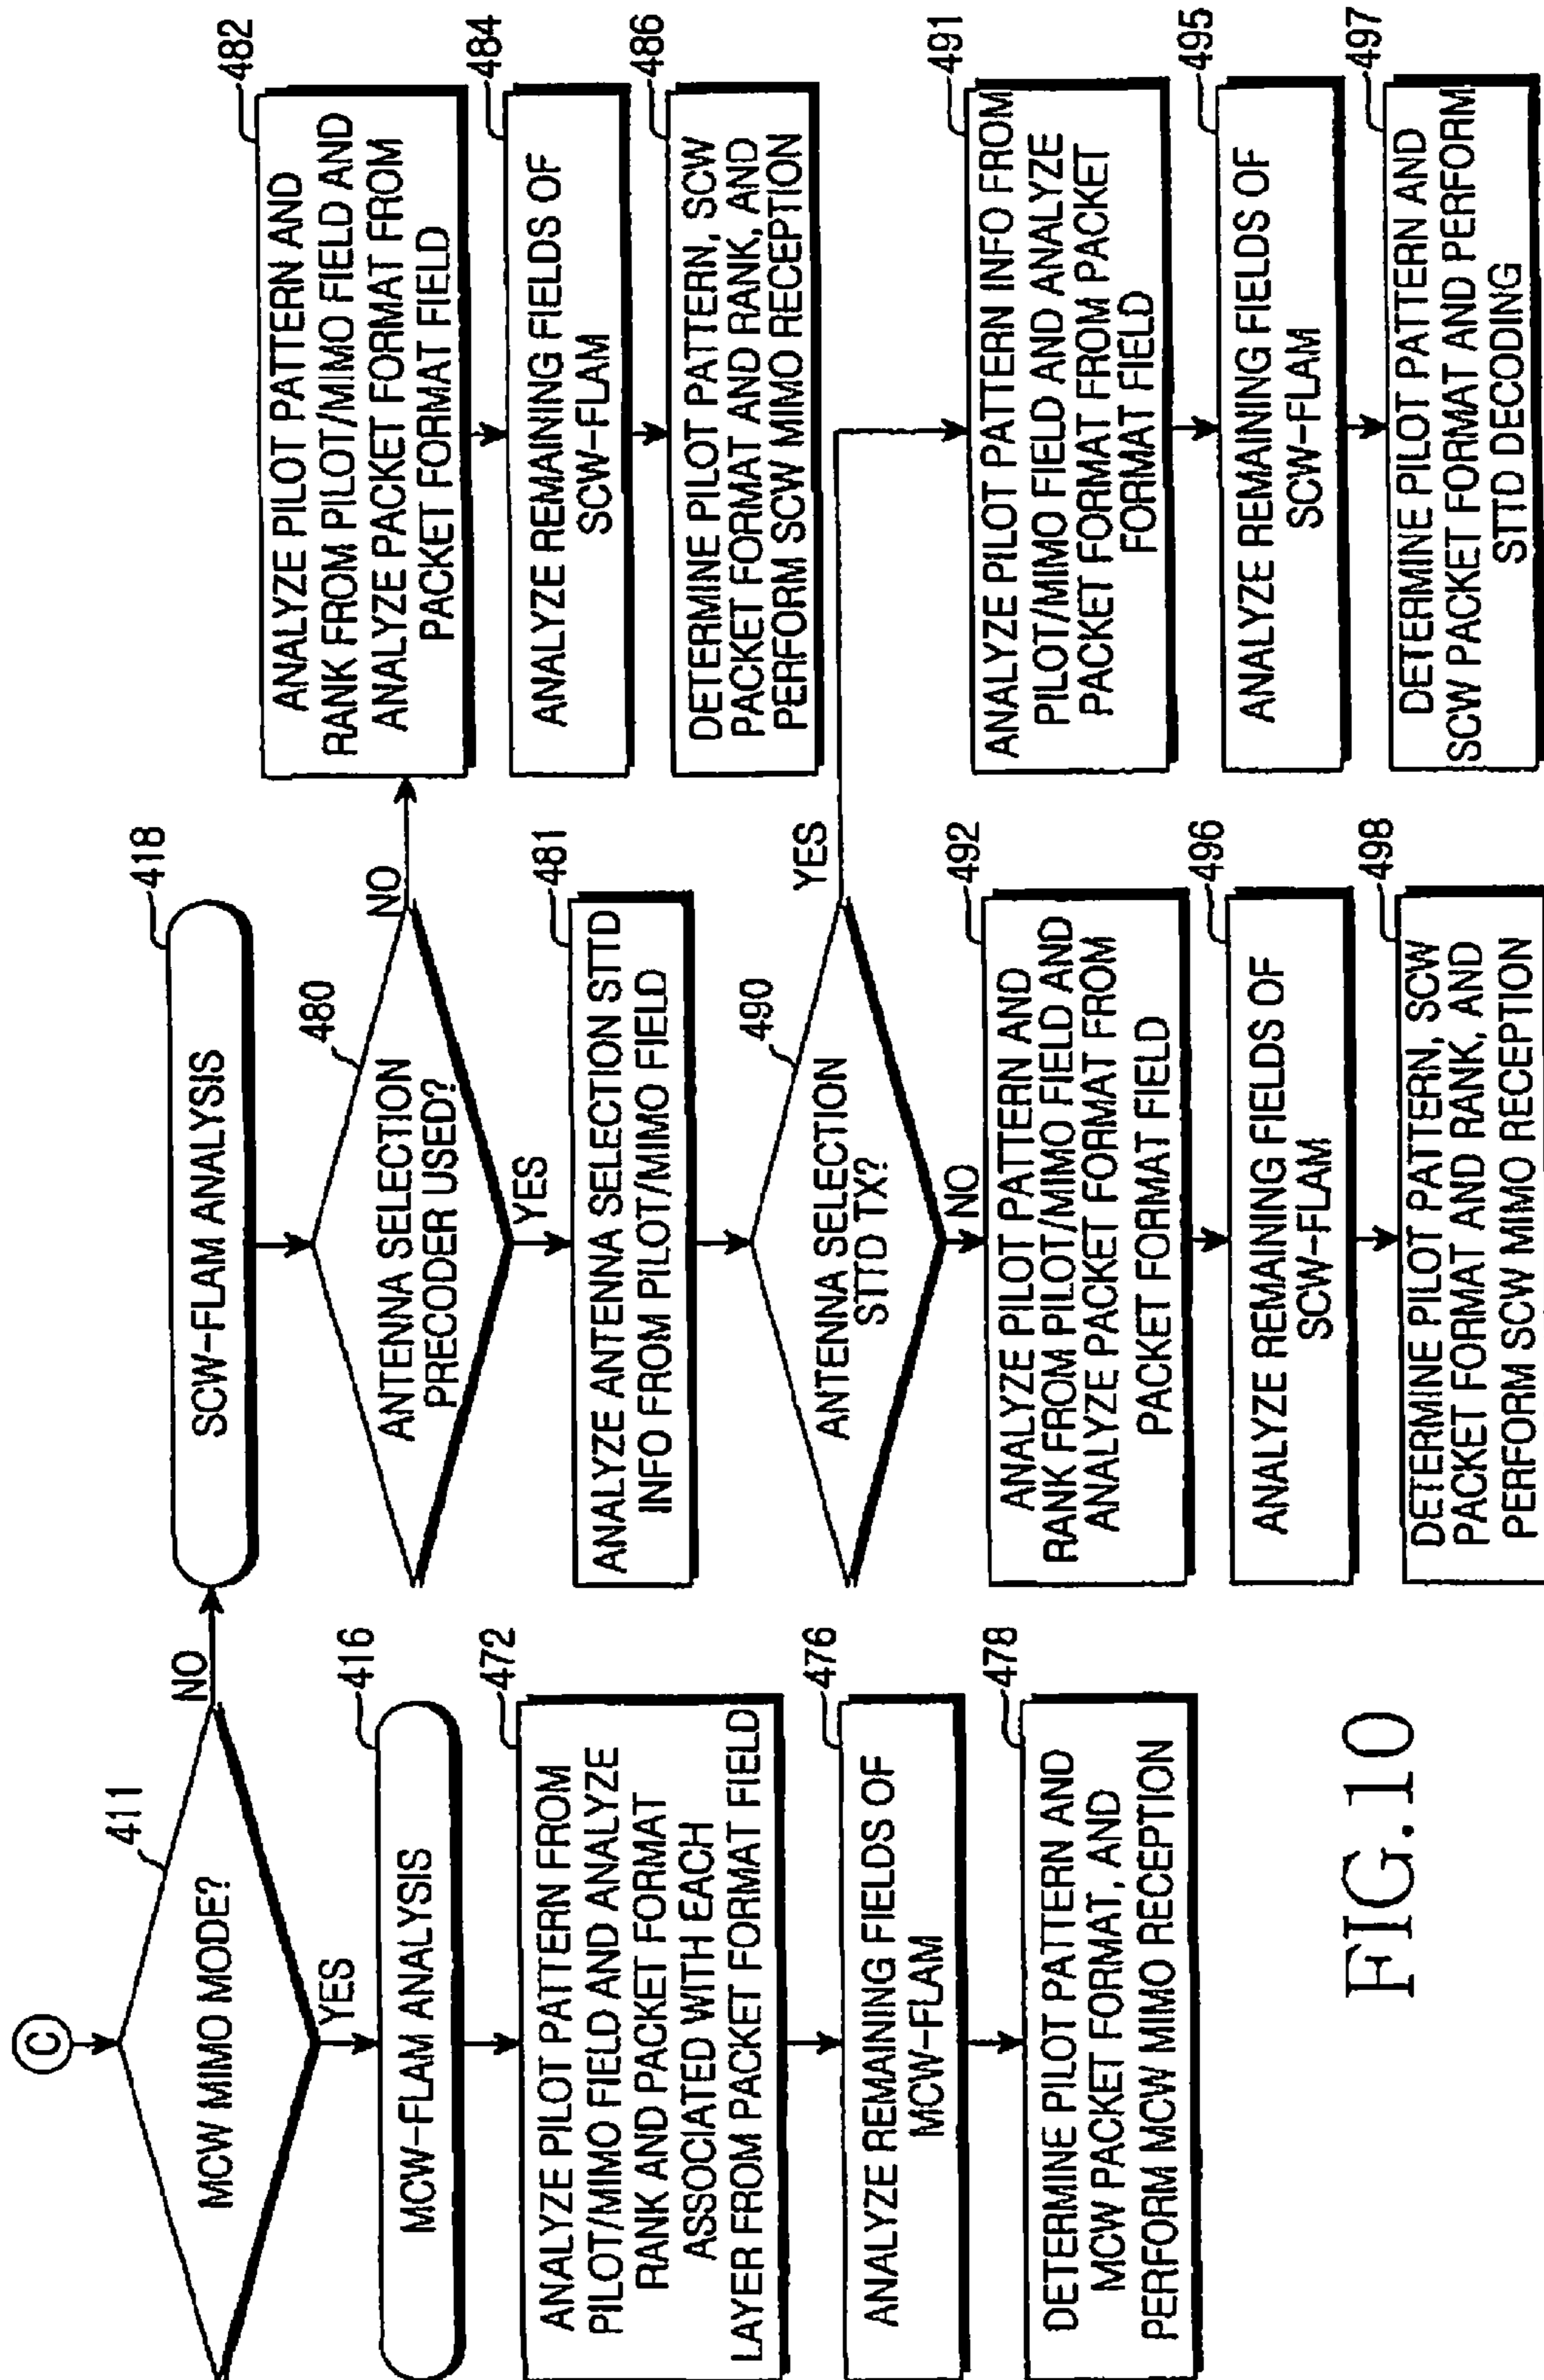 C
MCW MIMO MODE?
411
NO
YES
MCW-FLAM ANALYSIS
416
ANALYZE PILOT PATTERN FROM
PILOT/MIMO FIELD AND ANALYZE
RANK AND PACKET FORMAT
ASSOCIATED WITH EACH
LAYER FROM PACKET FORMAT FIELD
472
ANALYZE REMAINING FIELDS OF
MCW-FLAM
476
DETERMINE PILOT PATTERN AND
MCW PACKET FORMAT, AND
PERFORM MCW MIMO RECEPTION
478
SCW-FLAM ANALYSIS
418
ANTENNA SELECTION
PRECODER USED?
480
NO
YES
ANALYZE ANTENNA SELECTION STTD
INFO FROM PILOT/MIMO FIELD
481
ANTENNA SELECTION
STTD TX?
490
YES
NO
ANALYZE PILOT PATTERN AND
RANK FROM PILOT/MIMO FIELD AND
ANALYZE PACKET FORMAT FROM
PACKET FORMAT FIELD
492
ANALYZE REMAINING FIELDS OF
SCW-FLAM
496
DETERMINE PILOT PATTERN, SCW
PACKET FORMAT AND RANK, AND
PERFORM SCW MIMO RECEPTION
498
ANALYZE PILOT PATTERN AND
RANK FROM PILOT/MIMO FIELD AND
ANALYZE PACKET FORMAT FROM
PACKET FORMAT FIELD
482
ANALYZE REMAINING FIELDS OF
SCW-FLAM
484
DETERMINE PILOT PATTERN, SCW
PACKET FORMAT AND RANK, AND
PERFORM SCW MIMO RECEPTION
486
ANALYZE PILOT PATTERN INFO FROM
PILOT/MIMO FIELD AND ANALYZE
PACKET FORMAT FROM PACKET
FORMAT FIELD
491
ANALYZE REMAINING FIELDS OF
SCW-FLAM
495
DETERMINE PILOT PATTERN AND
SCW PACKET FORMAT AND PERFORM
STTD DECODING
497
FIG.10